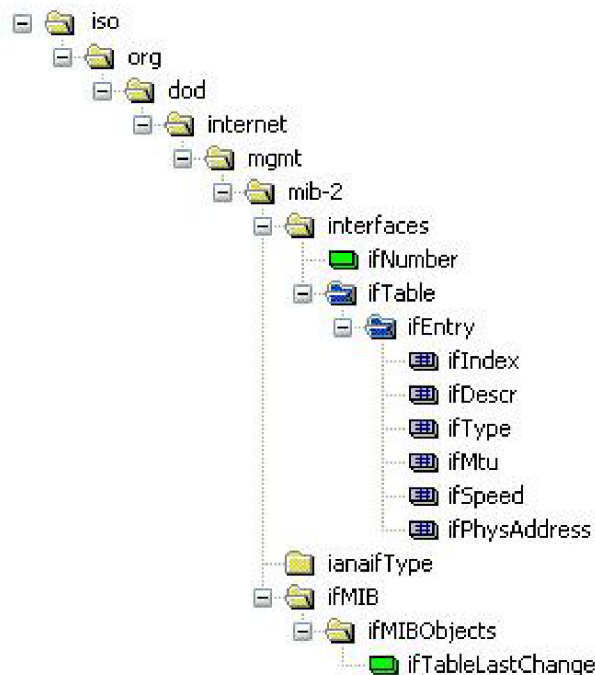 iso
org
dod
internet
mgmt
mib-2
interfaces
ifNumber
ifTable
ifEntry
ifIndex
ifDescr
ifType
ifMtu
ifSpeed
ifPhysAddress
ianaifType
ifMIB
ifMIBObjects
ifTableLastChange